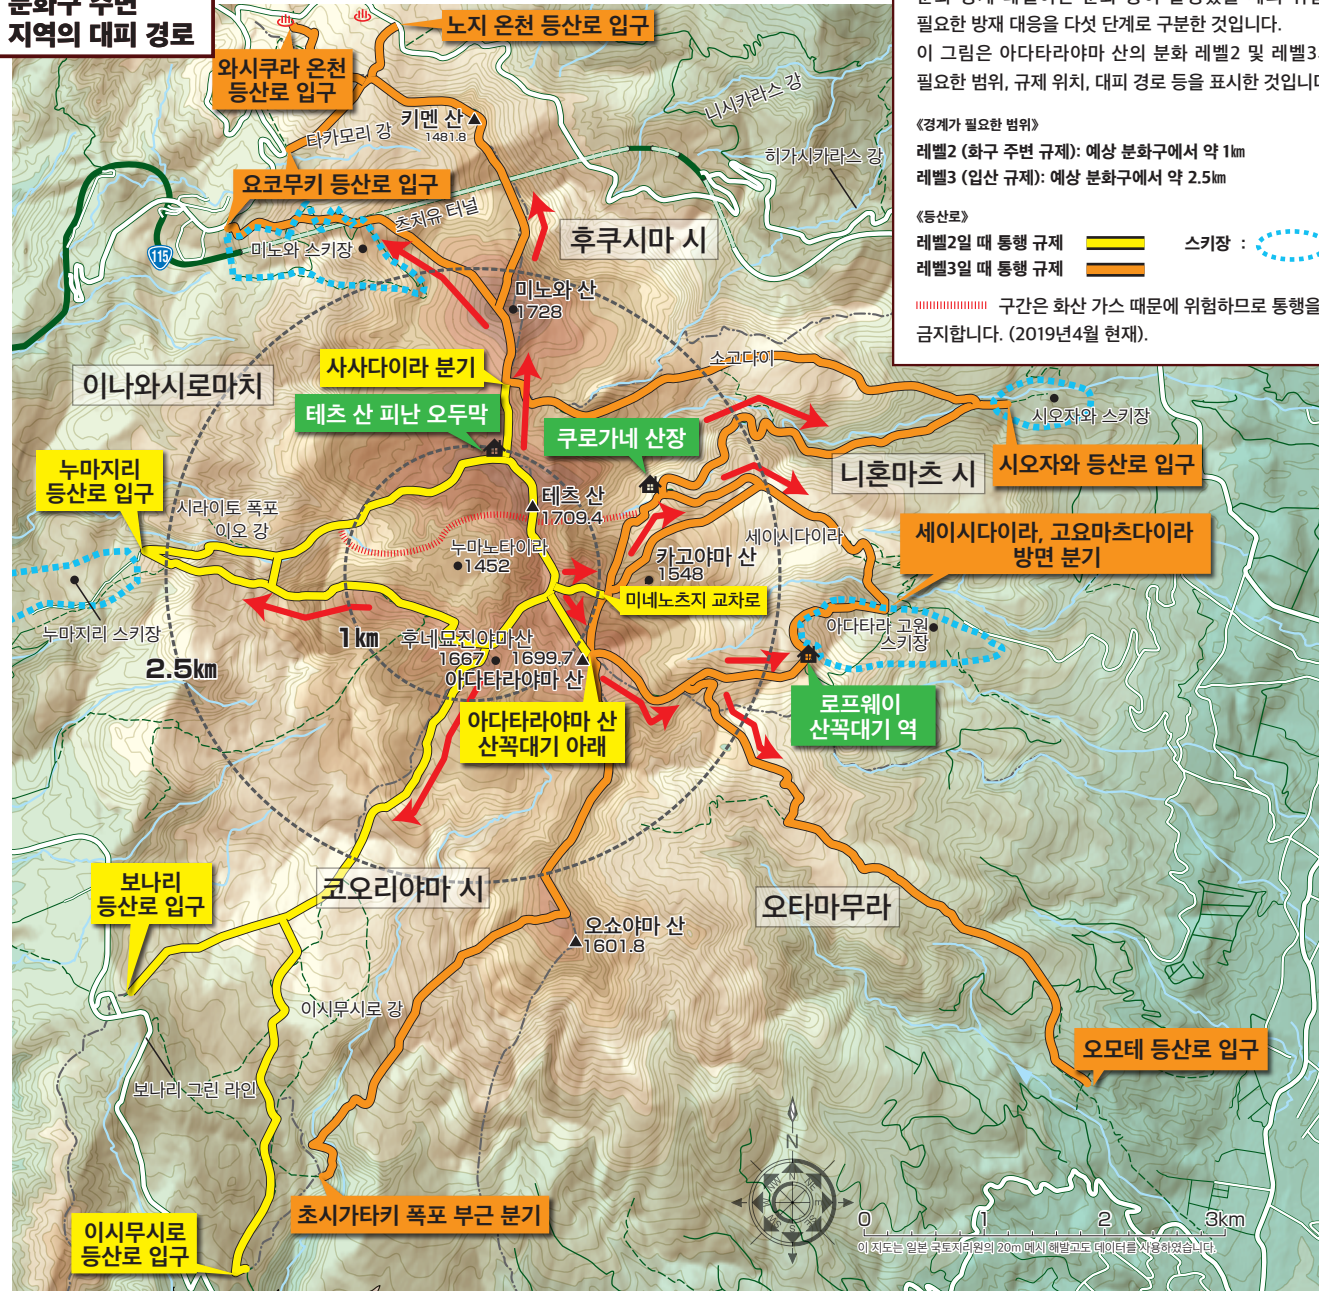 분화구 주변
지역의 대피 경로
필요한 방재 대응을 다섯 단계로 구분한 것입니다.
이 그림은 아다타라야마 산의 분화 레벨2 및 레벨3
필요한 범위, 규제 위치, 대피 경로 등을 표시한 것입니다
《경계가 필요한 범위》
레벨2 (화구 주변 규제): 예상 분화구에서 약 1㎞
레벨3 (입산 규제): 예상 분화구에서 약 2.5㎞
《등산로》
레벨2일 때 통행 규제
스키장 :
레벨3일 때 통행 규제
구간은 화산 가스 때문에 위험하므로 통행을
금지합니다. (2019년4월 현재).
노지 온천 등산로 입구
와시쿠라 온천
등산로 입구
키멘 산
1481.8
타카모리 강
니시카라스 강
히가시카라스 강
요코무키 등산로 입구
츠치유 터널
후쿠시마 시
115
미노와 스키장
미노와 산
1728
사사다이라 분기
소고다이
이나와시로마치
테츠 산 피난 오두막
쿠로가네 산장
시오자와 스키장
니혼마츠 시
시오자와 등산로 입구
누마지리
등산로 입구
시라이토 폭포
이오 강
테츠 산
1709.4
세이시다이라
세이시다이라, 고요마츠다이라
방면 분기
누마노타이라
1452
카고야마 산
1548
미네노츠지 교차로
누마지리 스키장
1㎞
2.5㎞
후네묘진야마산
1667
1699.7
아다타라야마 산
아다타라 고원
스키장
로프웨이
산꼭대기 역
아다타라야마 산
산꼭대기 아래
보나리
등산로 입구
코오리야마 시
오타마무라
오쇼야마 산
1601.8
이시무시로 강
오모테 등산로 입구
보나리 그린 라인
초시가타키 폭포 부근 분기
이시무시로
등산로 입구
N
0 1 2 3km
이 지도는 일본 국토지리원의 20m 메시 해발고도 데이터를 사용하였습니다.